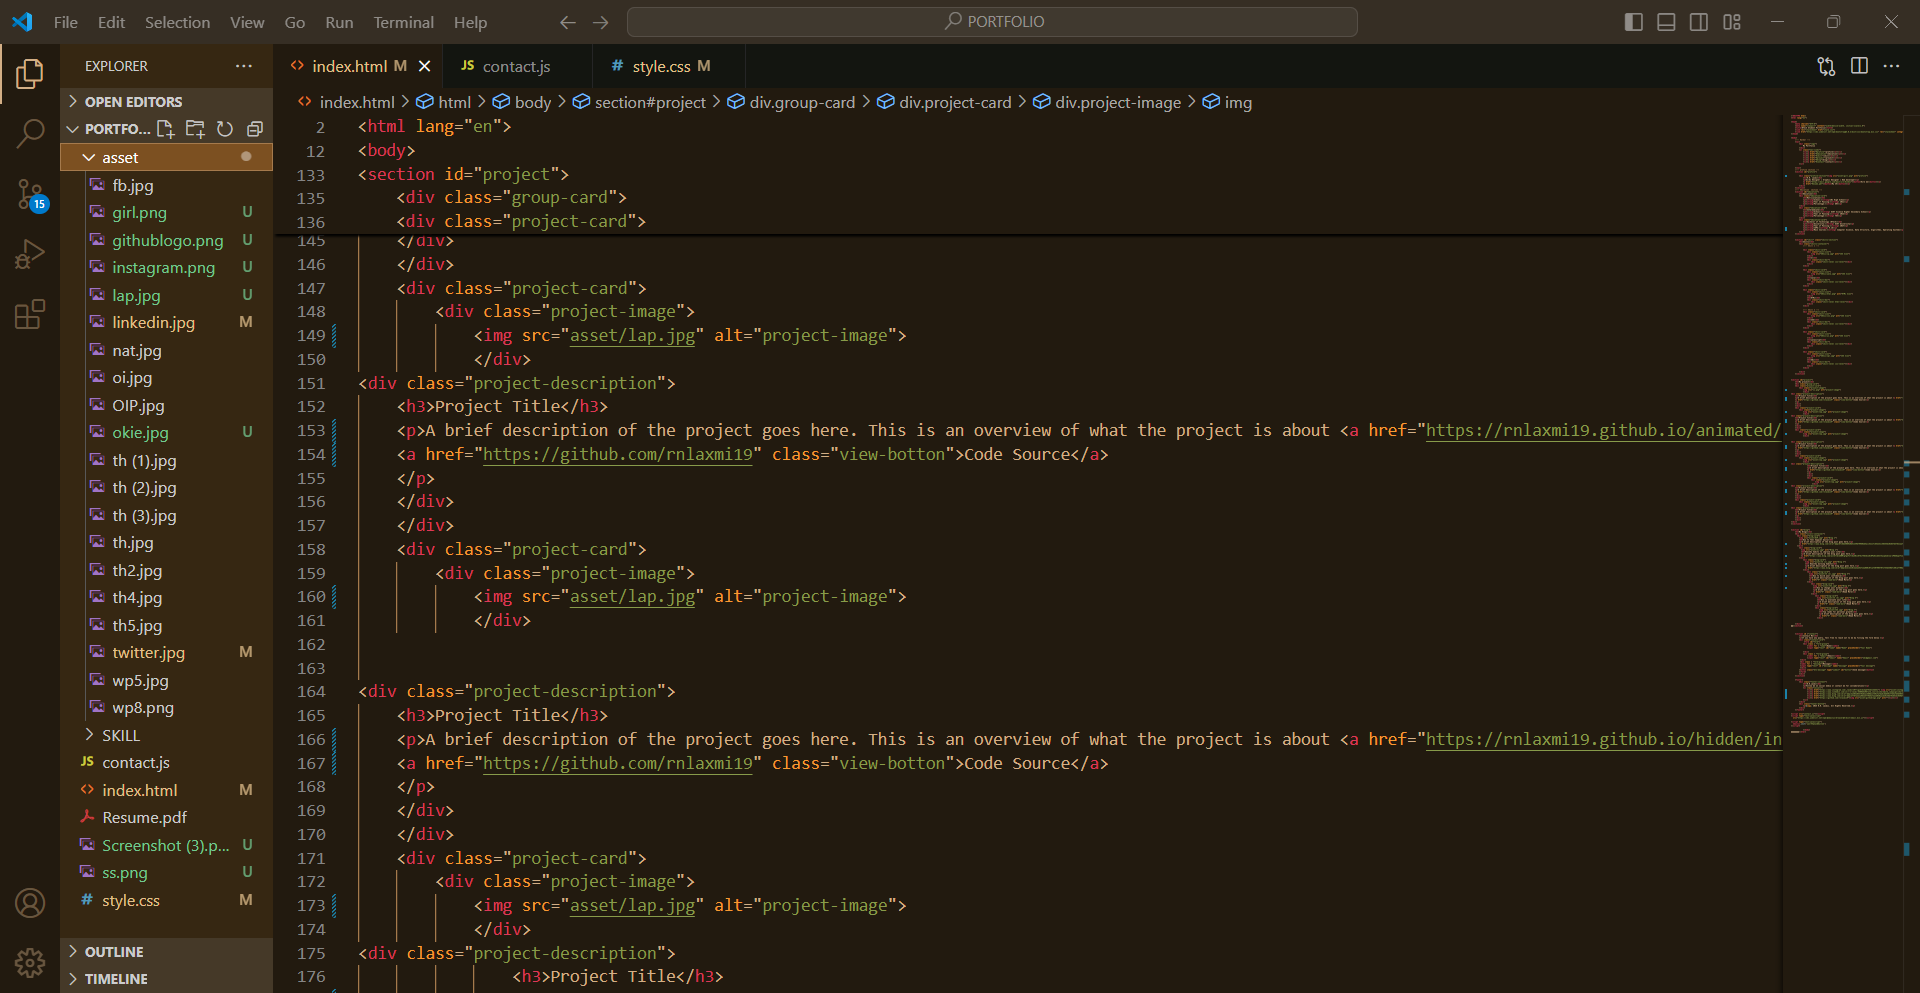 File Edit Selection View Go Run Terminal Help
PORTFOLIO
EXPLORER
OPEN EDITORS
PORTFO...
asset
fb.jpg
girl.png U
githublogo.png U
instagram.png U
lap.jpg U
linkedin.jpg M
nat.jpg
oi.jpg
OIP.jpg
okie.jpg U
th (1).jpg
th (2).jpg
th (3).jpg
th.jpg
th2.jpg
th4.jpg
th5.jpg
twitter.jpg M
wp5.jpg
wp8.png
SKILL
JS contact.js
<> index.html M
Resume.pdf
Screenshot (3).p... U
ss.png U
# style.css M
OUTLINE
TIMELINE
15
<> index.html M
JS contact.js
# style.css M
<> index.html > html > body > section#project > div.group-card > div.project-card > div.project-image > img
2 <html lang="en">
12 <body>
133 <section id="project">
135 <div class="group-card">
136 <div class="project-card">
145 </div>
146 </div>
147 <div class="project-card">
148 <div class="project-image">
149 <img src="asset/lap.jpg" alt="project-image">
150 </div>
151 <div class="project-description">
152 <h3>Project Title</h3>
153 <p>A brief description of the project goes here. This is an overview of what the project is about <a href="https://rnlaxmi19.github.io/animated/
154 <a href="https://github.com/rnlaxmi19" class="view-botton">Code Source</a>
155 </p>
156 </div>
157 </div>
158 <div class="project-card">
159 <div class="project-image">
160 <img src="asset/lap.jpg" alt="project-image">
161 </div>
162
163
164 <div class="project-description">
165 <h3>Project Title</h3>
166 <p>A brief description of the project goes here. This is an overview of what the project is about <a href="https://rnlaxmi19.github.io/hidden/in
167 <a href="https://github.com/rnlaxmi19" class="view-botton">Code Source</a>
168 </p>
169 </div>
170 </div>
171 <div class="project-card">
172 <div class="project-image">
173 <img src="asset/lap.jpg" alt="project-image">
174 </div>
175 <div class="project-description">
176 <h3>Project Title</h3>